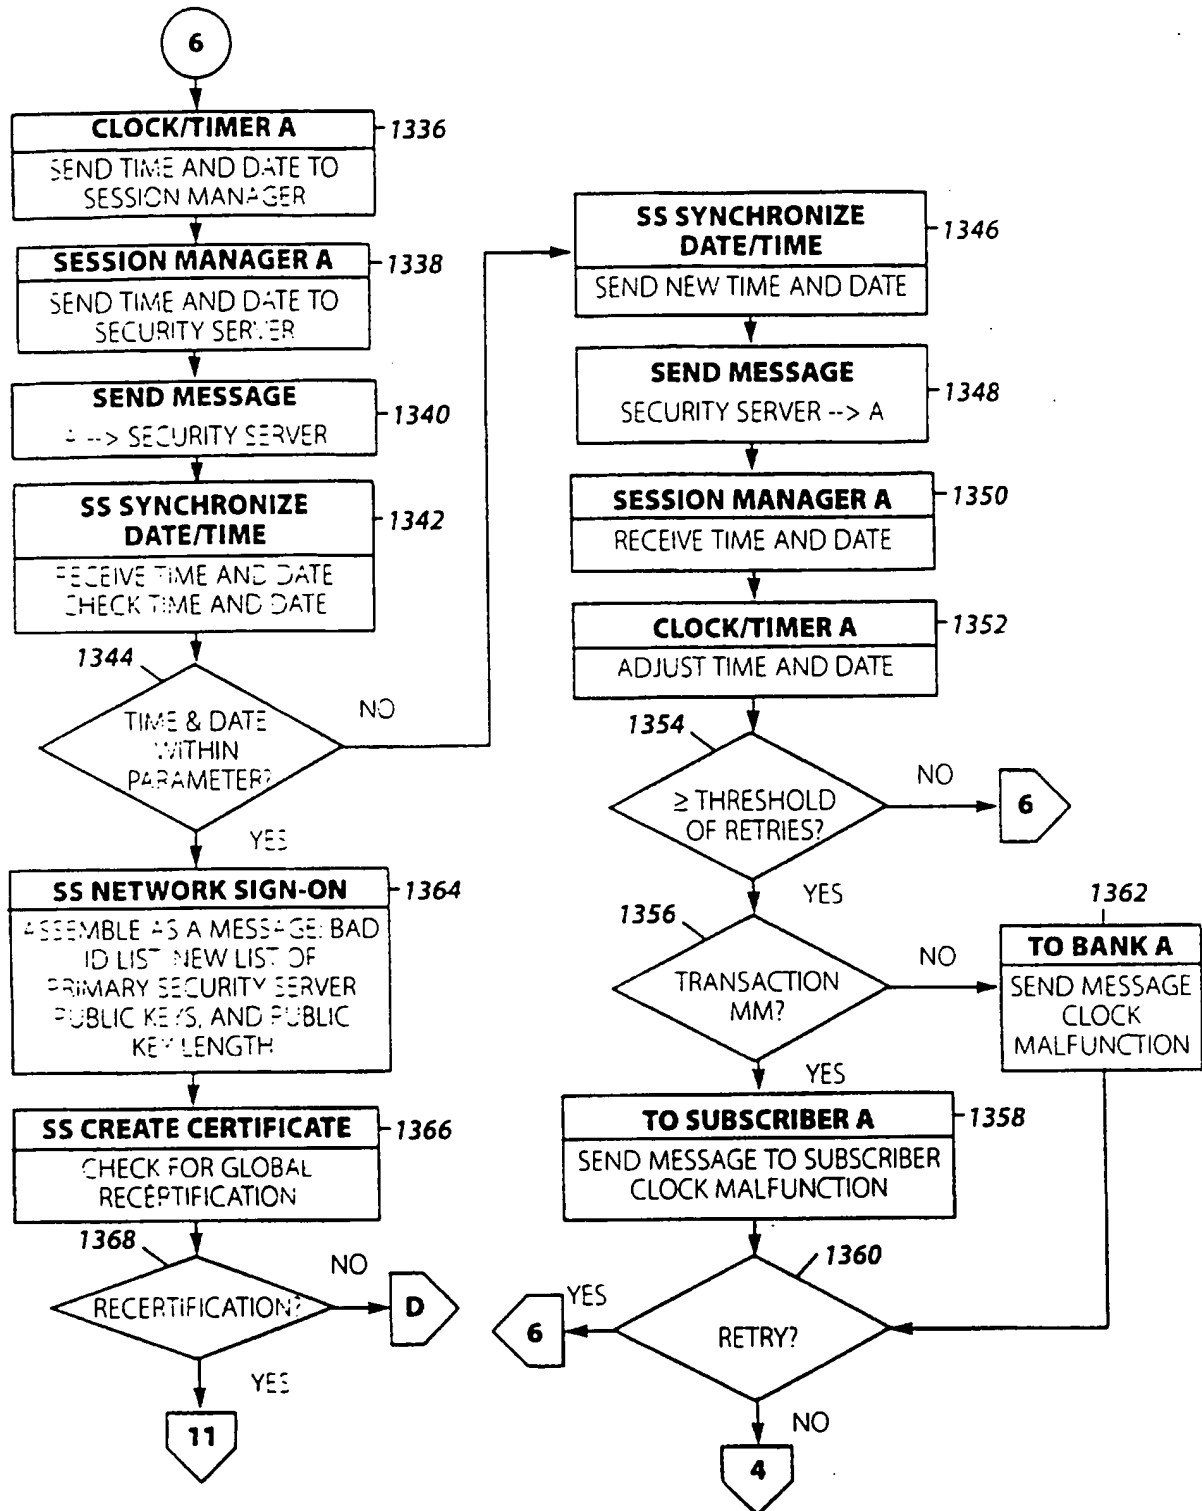 6
CLOCK/TIMER A
1336
SEND TIME AND DATE TO
SESSION MANAGER
SESSION MANAGER A
1338
SEND TIME AND DATE TO
SECURITY SERVER
SEND MESSAGE
1340
A --> SECURITY SERVER
SS SYNCHRONIZE
DATE/TIME
1342
RECEIVE TIME AND DATE
CHECK TIME AND DATE
1344
TIME & DATE
WITHIN
PARAMETER?
NO
YES
SS NETWORK SIGN-ON
1364
ASSEMBLE AS A MESSAGE: BAD
ID LIST, NEW LIST OF
PRIMARY SECURITY SERVER
PUBLIC KEYS, AND PUBLIC
KEY LENGTH
SS CREATE CERTIFICATE
1366
CHECK FOR GLOBAL
RECERTIFICATION
1368
RECERTIFICATION?
NO
D
YES
11
SS SYNCHRONIZE
DATE/TIME
1346
SEND NEW TIME AND DATE
SEND MESSAGE
1348
SECURITY SERVER --> A
SESSION MANAGER A
1350
RECEIVE TIME AND DATE
CLOCK/TIMER A
1352
ADJUST TIME AND DATE
1354
≥ THRESHOLD
OF RETRIES?
NO
6
YES
1356
TRANSACTION
MM?
NO
1362
TO BANK A
SEND MESSAGE
CLOCK
MALFUNCTION
YES
TO SUBSCRIBER A
1358
SEND MESSAGE TO SUBSCRIBER
CLOCK MALFUNCTION
1360
RETRY?
YES
6
NO
4